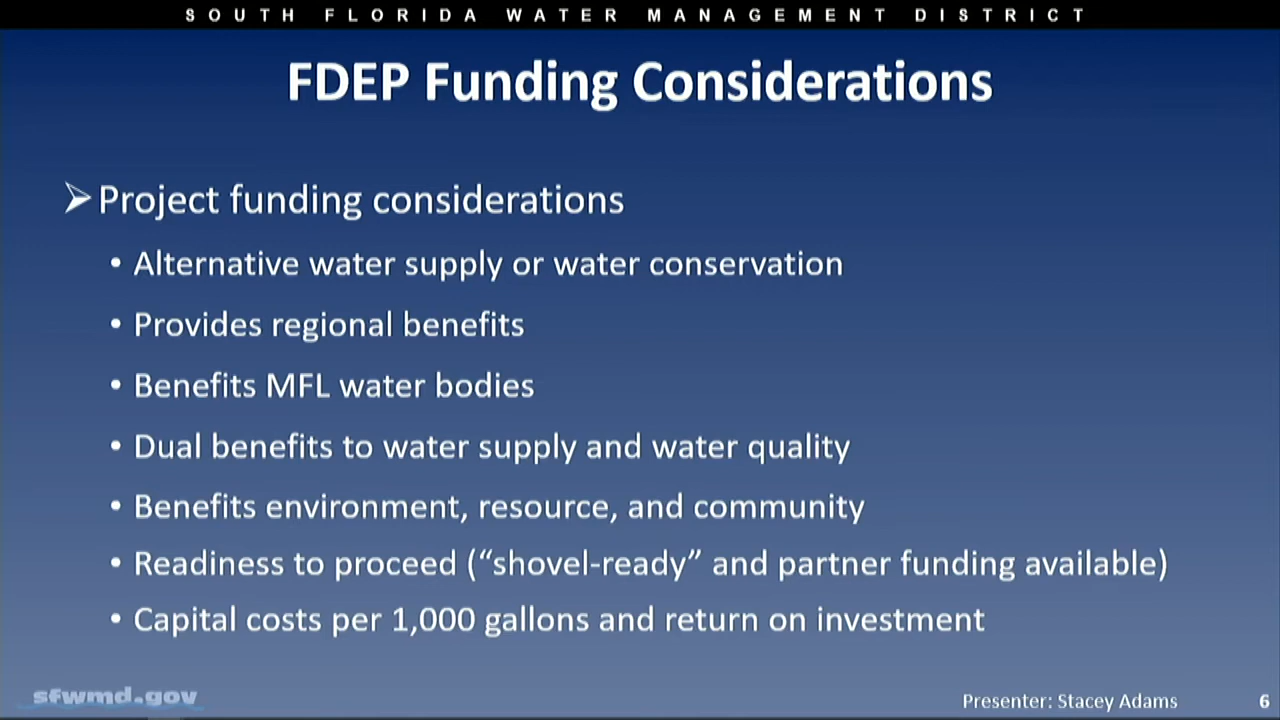 SOUTH FLORIDA WATER MANAGEMENT DISTRICT
FDEP Funding Considerations
➢Project funding considerations
• Alternative water supply or water conservation
• Provides regional benefits
• Benefits MFL water bodies
• Dual benefits to water supply and water quality
• Benefits environment, resource, and community
• Readiness to proceed (“shovel-ready” and partner funding available)
• Capital costs per 1,000 gallons and return on investment
sfwmd.gov
Presenter: Stacey Adams
6